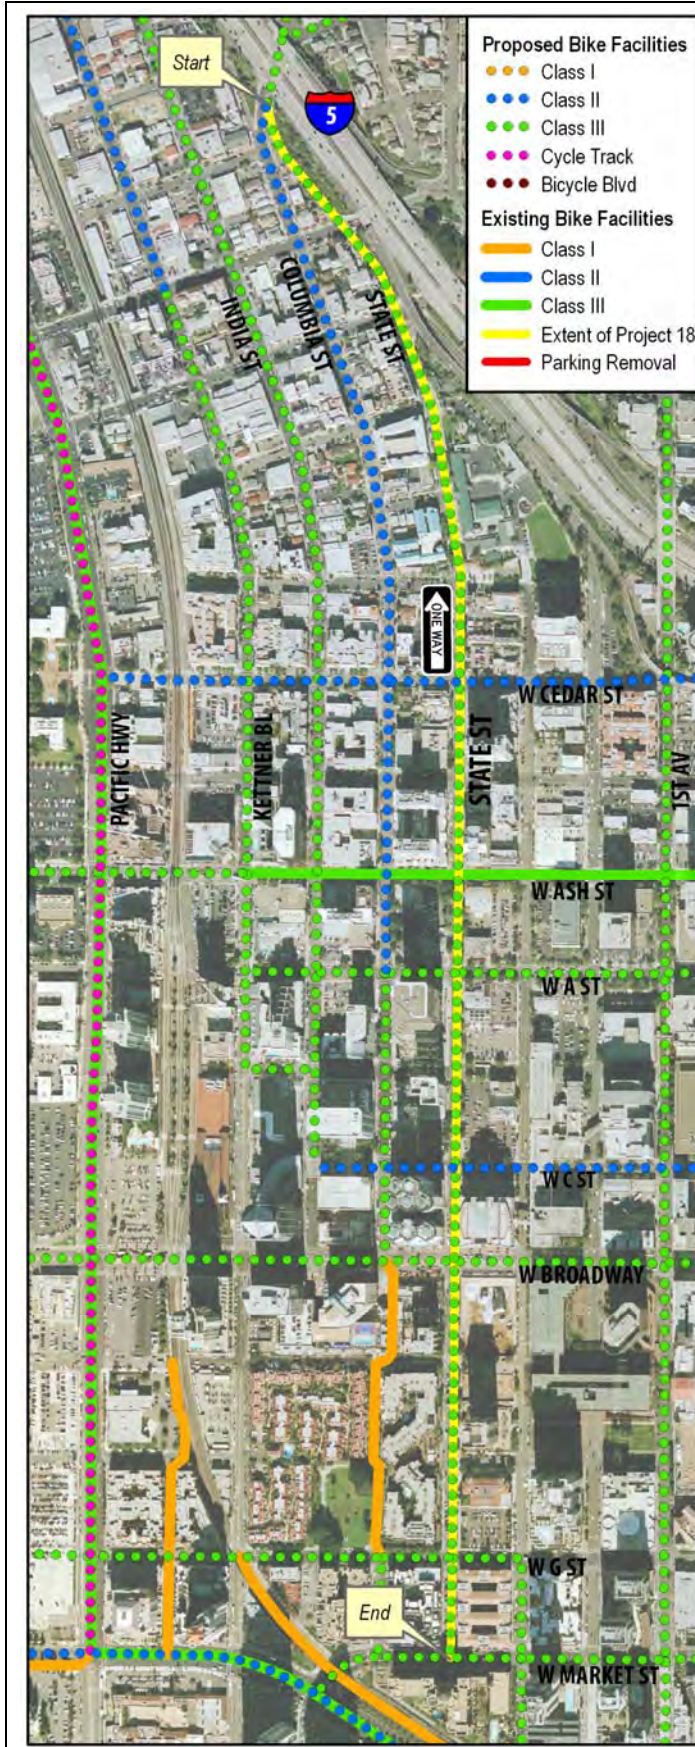 Start
5
Proposed Bike Facilities
Class I
Class II
Class III
Cycle Track
Bicycle Blvd
Existing Bike Facilities
Class I
Class II
Class III
Extent of Project 18
Parking Removal
INDIA ST
COLUMBIA ST
STATE ST
ONE WAY
W CEDAR ST
PACIFIC HWY
KETTNER BL
STATE ST
1ST AV
W ASH ST
W A ST
W C ST
W BROADWAY
W G ST
End
W MARKET ST